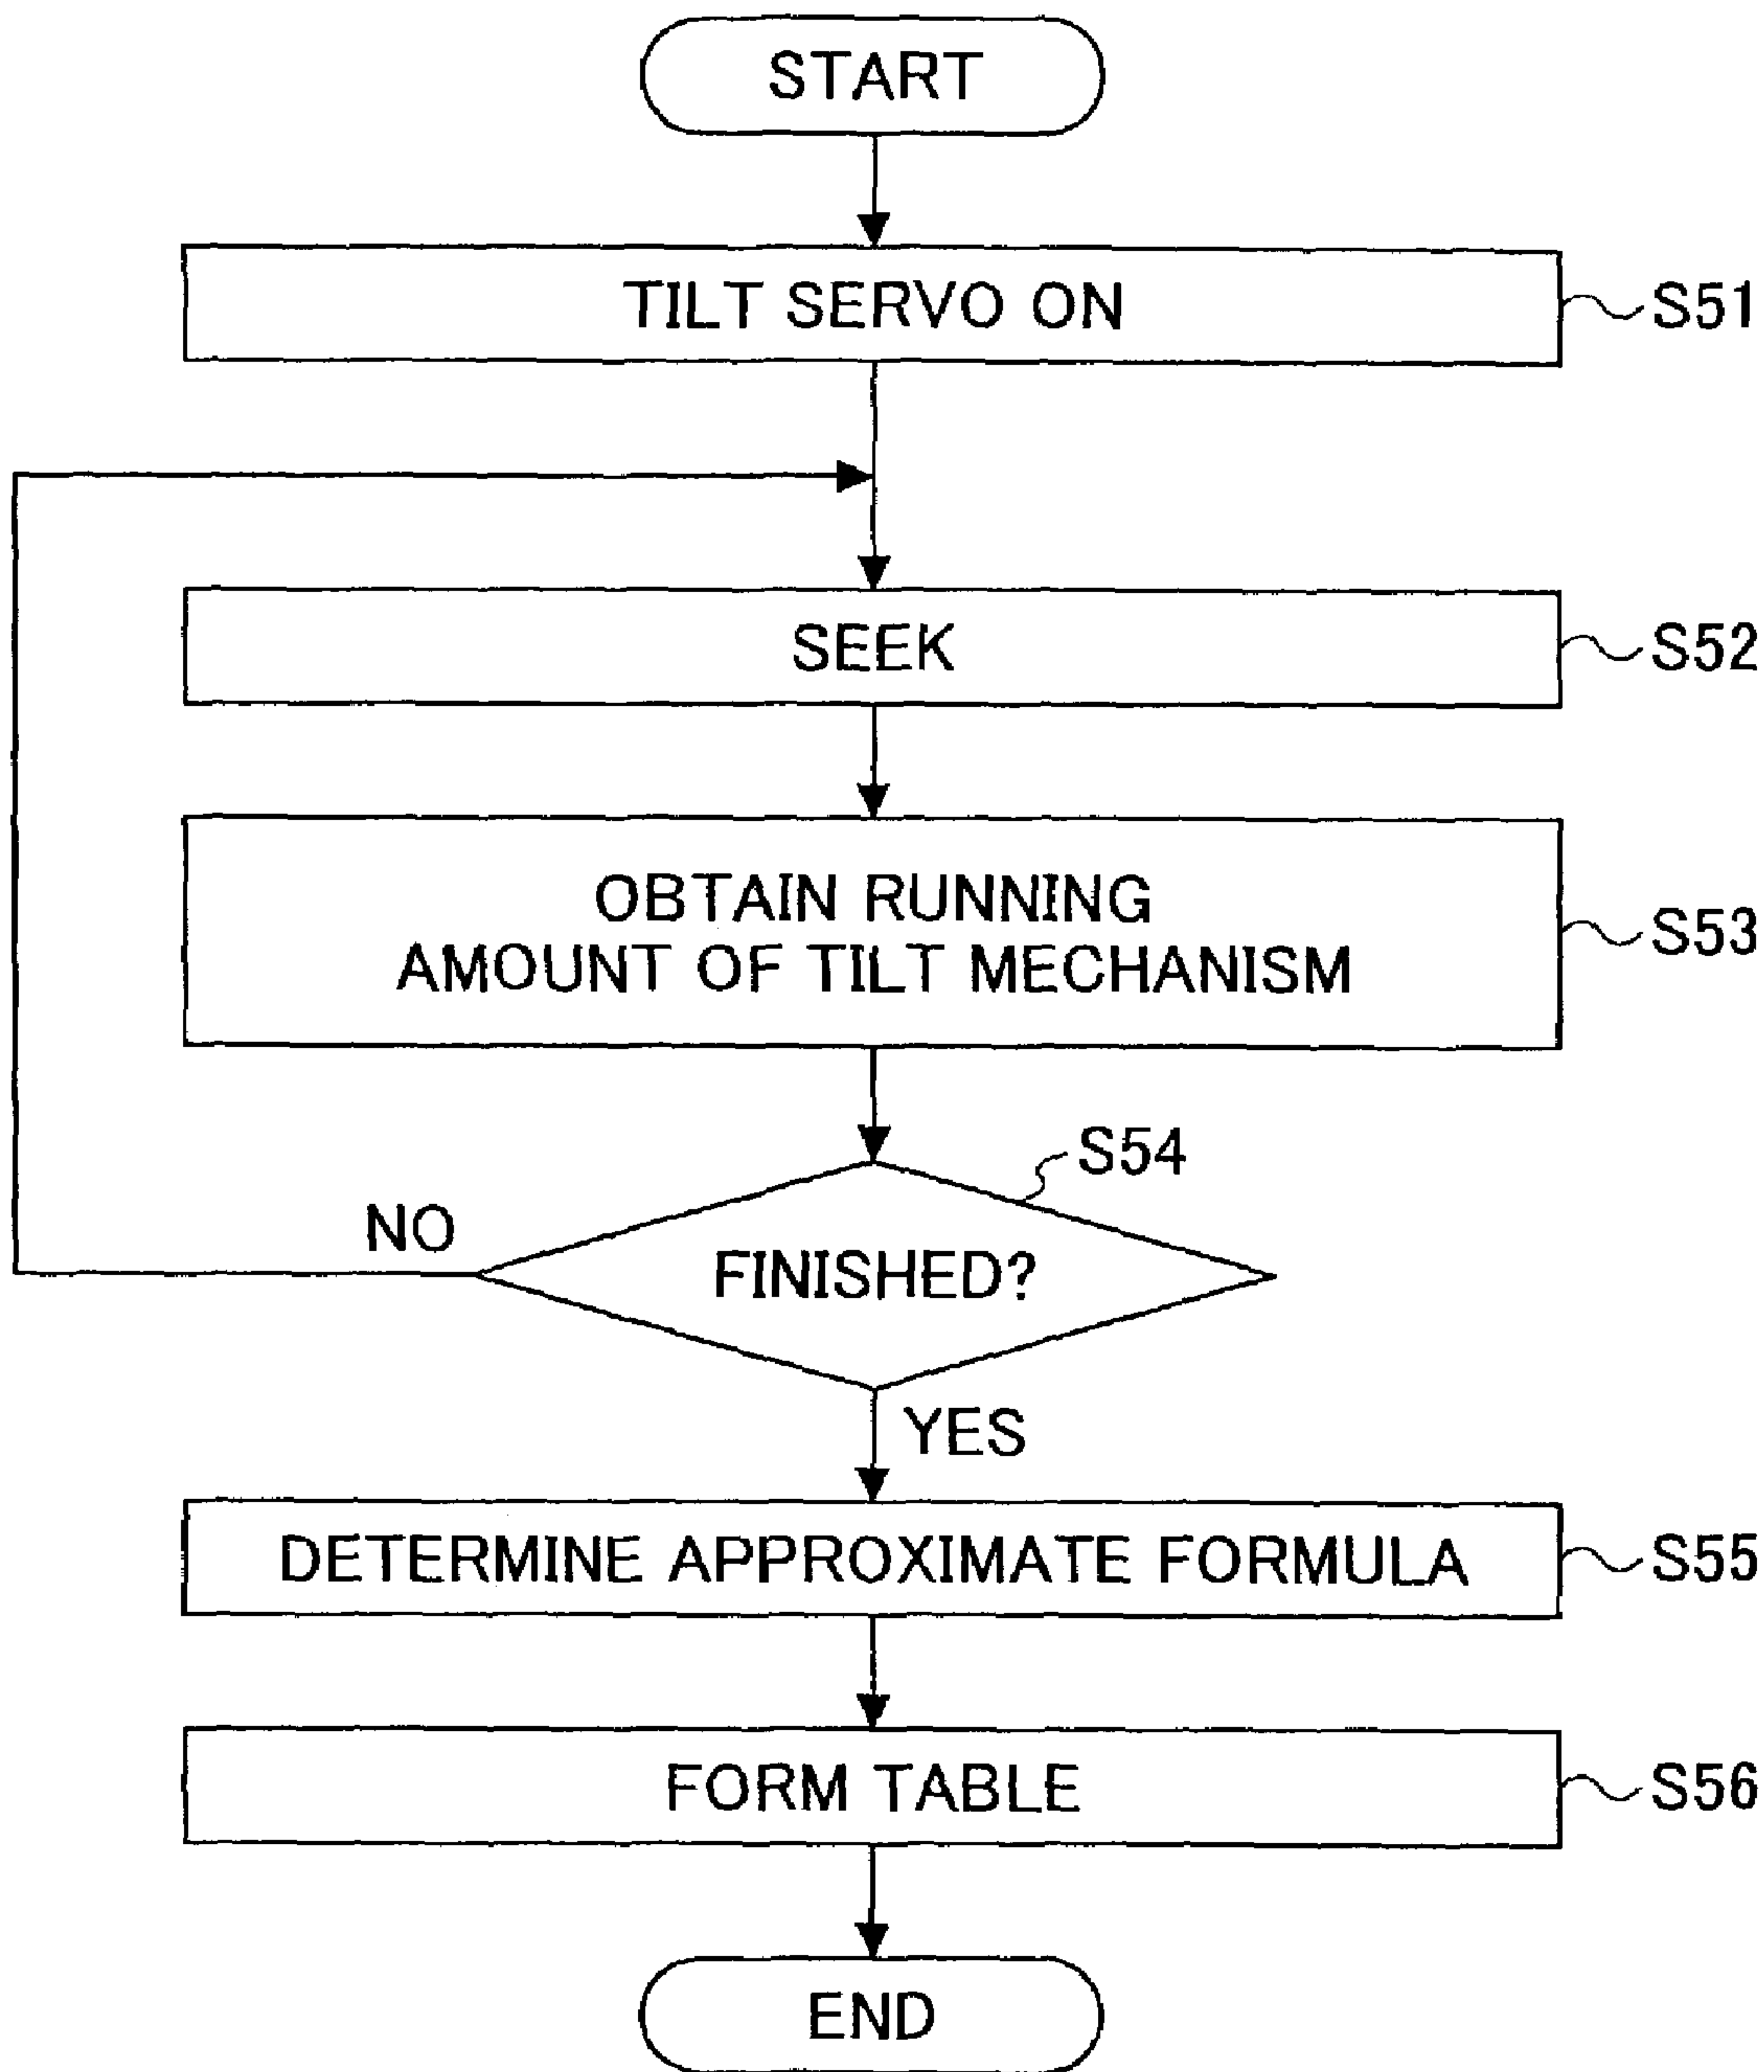 START
TILT SERVO ON
S51
SEEK
S52
OBTAIN RUNNING
AMOUNT OF TILT MECHANISM
S53
S54
NO
FINISHED?
YES
DETERMINE APPROXIMATE FORMULA
S55
FORM TABLE
S56
END